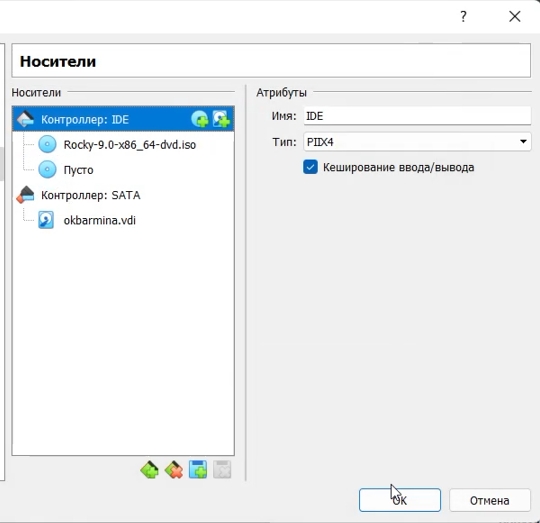 ?
Носители
Носители
Контроллер: IDE
Rocky-9.0-x86_64-dvd.iso
Пусто
Контроллер: SATA
okbarmina.vdi
Атрибуты
Имя: IDE
Тип: PIIX4
Кеширование ввода/вывода
OK
Отмена